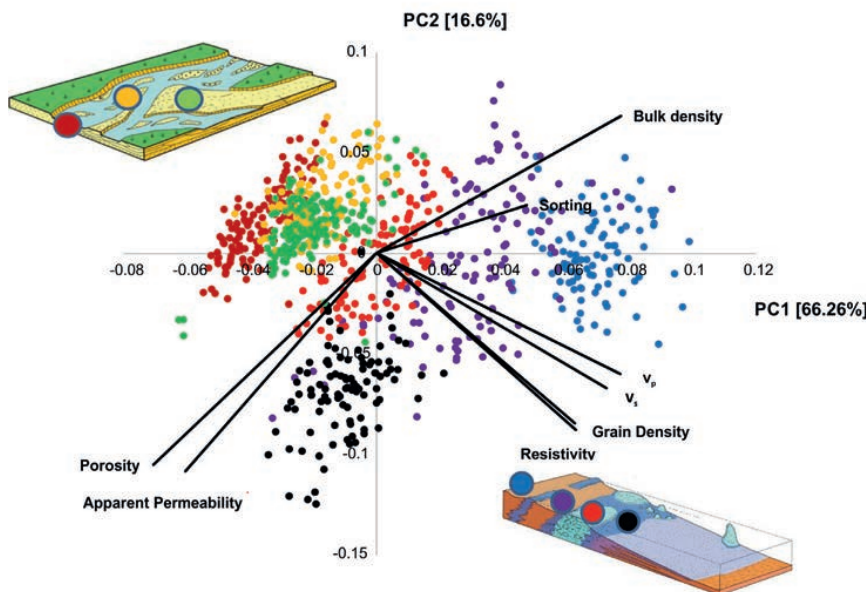 PC2 [16.6%]
0.1
Bulk density
0.05
Sorting
0
-0.08 -0.06 -0.04 -0.02 0 0.02 0.04 0.06 0.08 0.1 0.12
PC1 [66.26%]
0.05
Vp
Vs
Grain Density
Resistivity
-0.1
Porosity
Apparent Permeability
-0.15